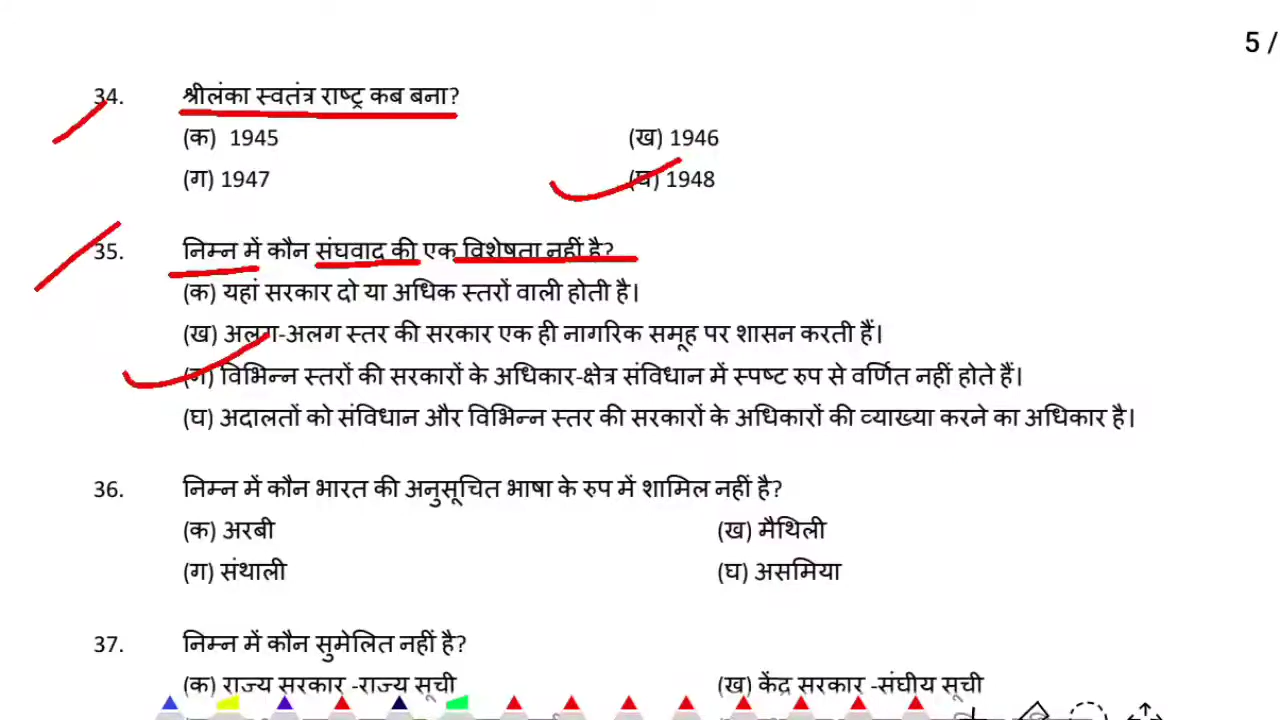 5 /
34. श्रीलंका स्वतंत्र राष्ट्र कब बना?
(क) 1945 (ख) 1946
(ग) 1947 (घ) 1948
35. निम्न में कौन संघवाद की एक विशेषता नहीं है?
(क) यहां सरकार दो या अधिक स्तरों वाली होती है।
(ख) अलग-अलग स्तर की सरकार एक ही नागरिक समूह पर शासन करती हैं।
(ग) विभिन्न स्तरों की सरकारों के अधिकार-क्षेत्र संविधान में स्पष्ट रुप से वर्णित नहीं होते हैं।
(घ) अदालतों को संविधान और विभिन्न स्तर की सरकारों के अधिकारों की व्याख्या करने का अधिकार है।
36. निम्न में कौन भारत की अनुसूचित भाषा के रुप में शामिल नहीं है?
(क) अरबी (ख) मैथिली
(ग) संथाली (घ) असमिया
37. निम्न में कौन सुमेलित नहीं है?
(क) राज्य सरकार -राज्य सूची (ख) केंद्र सरकार -संघीय सूची